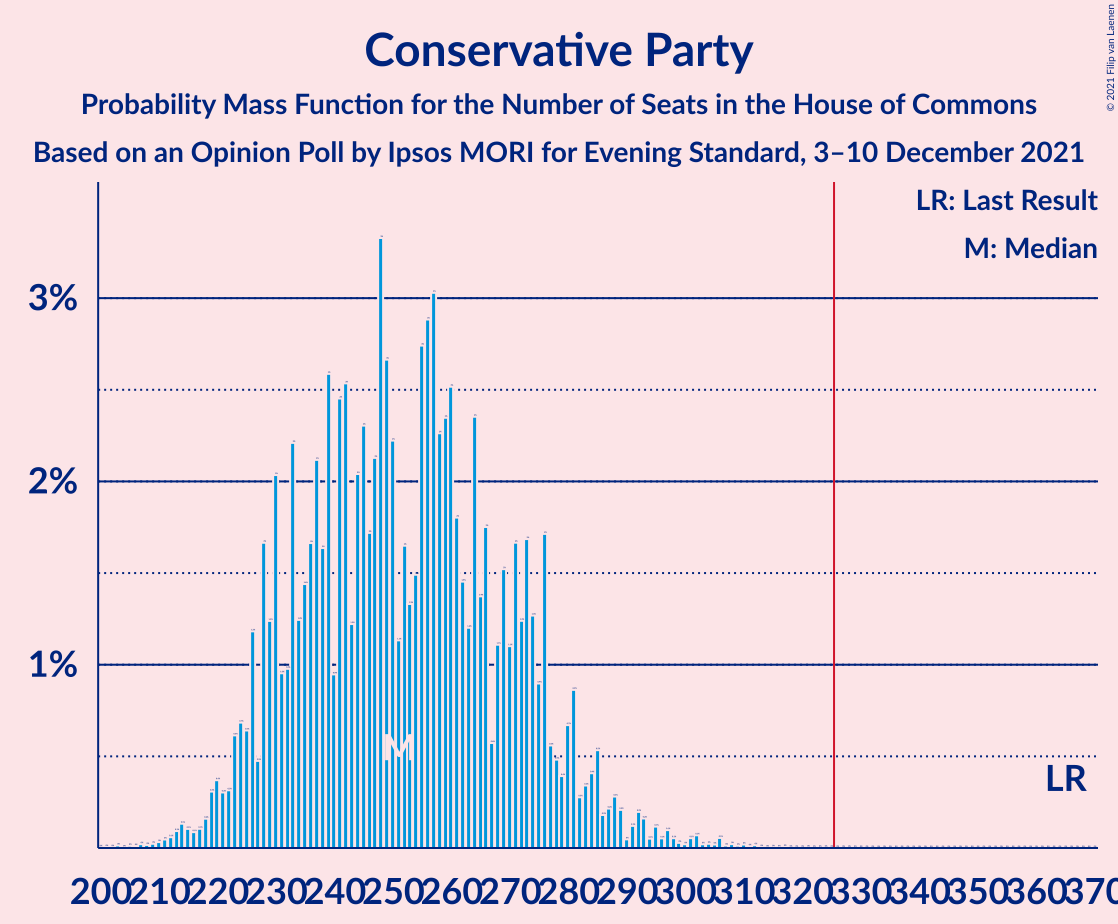 Conservative Party
Probability Mass Function for the Number of Seats in the House of Commons
Based on an Opinion Poll by Ipsos MORI for Evening Standard, 3–10 December 2021
© 2021 Filip van Laenen
LR: Last Result
M: Median
3%
2%
1%
M
LR
200 210 220 230 240 250 260 270 280 290 300 310 320 330 340 350 360 370